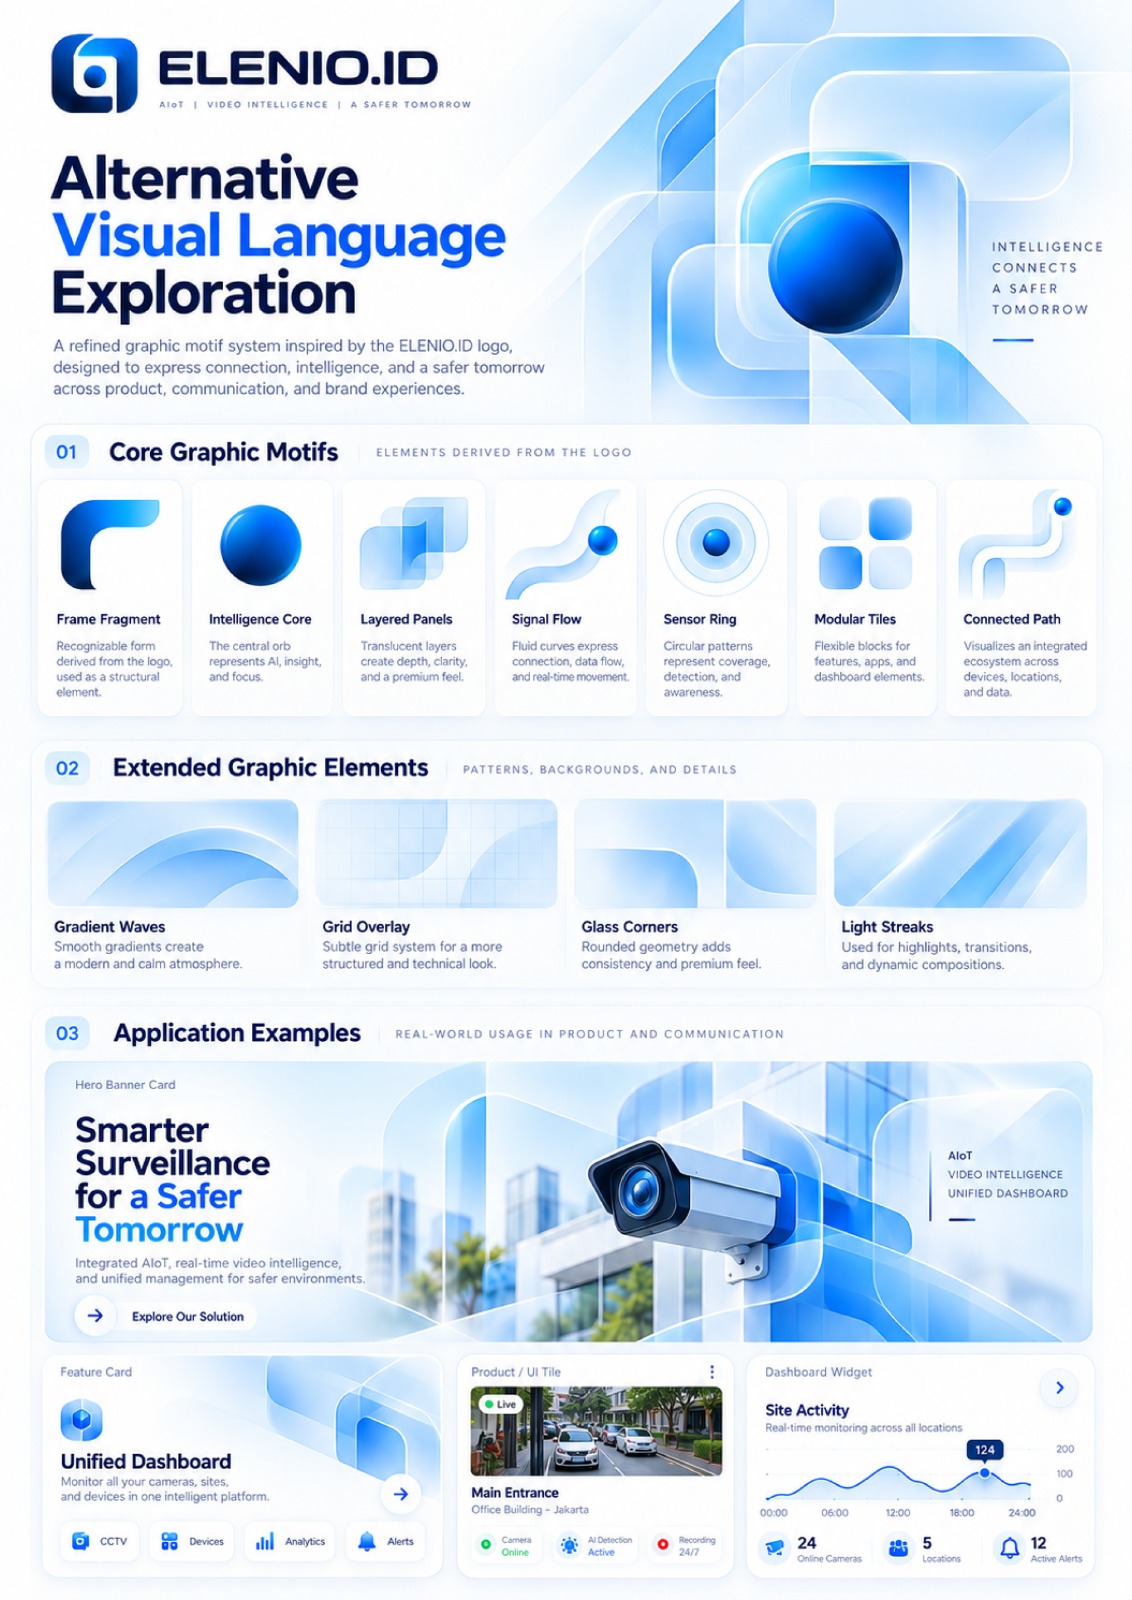 ELENIO.ID
AIoT | VIDEO INTELLIGENCE | A SAFER TOMORROW
Alternative
Visual Language
Exploration
A refined graphic motif system inspired by the ELENIO.ID logo,
designed to express connection, intelligence, and a safer tomorrow
across product, communication, and brand experiences.
INTELLIGENCE
CONNECTS
A SAFER
TOMORROW
01
Core Graphic Motifs
ELEMENTS DERIVED FROM THE LOGO
Frame Fragment
Recognizable form
derived from the logo,
used as a structural
element.
Intelligence Core
The central orb
represents AI, insight,
and focus.
Layered Panels
Translucent layers
create depth, clarity,
and a premium feel.
Signal Flow
Fluid curves express
connection, data flow,
and real-time movement.
Sensor Ring
Circular patterns
represent coverage,
detection, and
awareness.
Modular Tiles
Flexible blocks for
features, apps, and
dashboard elements.
Connected Path
Visualizes an integrated
ecosystem across
devices, locations,
and data.
02
Extended Graphic Elements
PATTERNS, BACKGROUNDS, AND DETAILS
Gradient Waves
Smooth gradients create
a modern and calm atmosphere.
Grid Overlay
Subtle grid system for a more
structured and technical look.
Glass Corners
Rounded geometry adds
consistency and premium feel.
Light Streaks
Used for highlights, transitions,
and dynamic compositions.
03
Application Examples
REAL-WORLD USAGE IN PRODUCT AND COMMUNICATION
Hero Banner Card
Smarter
Surveillance
for a Safer
Tomorrow
Integrated AIoT, real-time video intelligence,
and unified management for safer environments.
Explore Our Solution
AIoT
VIDEO INTELLIGENCE
UNIFIED DASHBOARD
Feature Card
Unified Dashboard
Monitor all your cameras, sites,
and devices in one intelligent platform.
CCTV
Devices
Analytics
Alerts
Product / UI Tile
Live
Main Entrance
Office Building – Jakarta
Camera
Online
AI Detection
Active
Recording
24/7
Dashboard Widget
Site Activity
Real-time monitoring across all locations
124
200
100
0
00:00 06:00 12:00 18:00 24:00
24
Online Cameras
5
Locations
12
Active Alerts